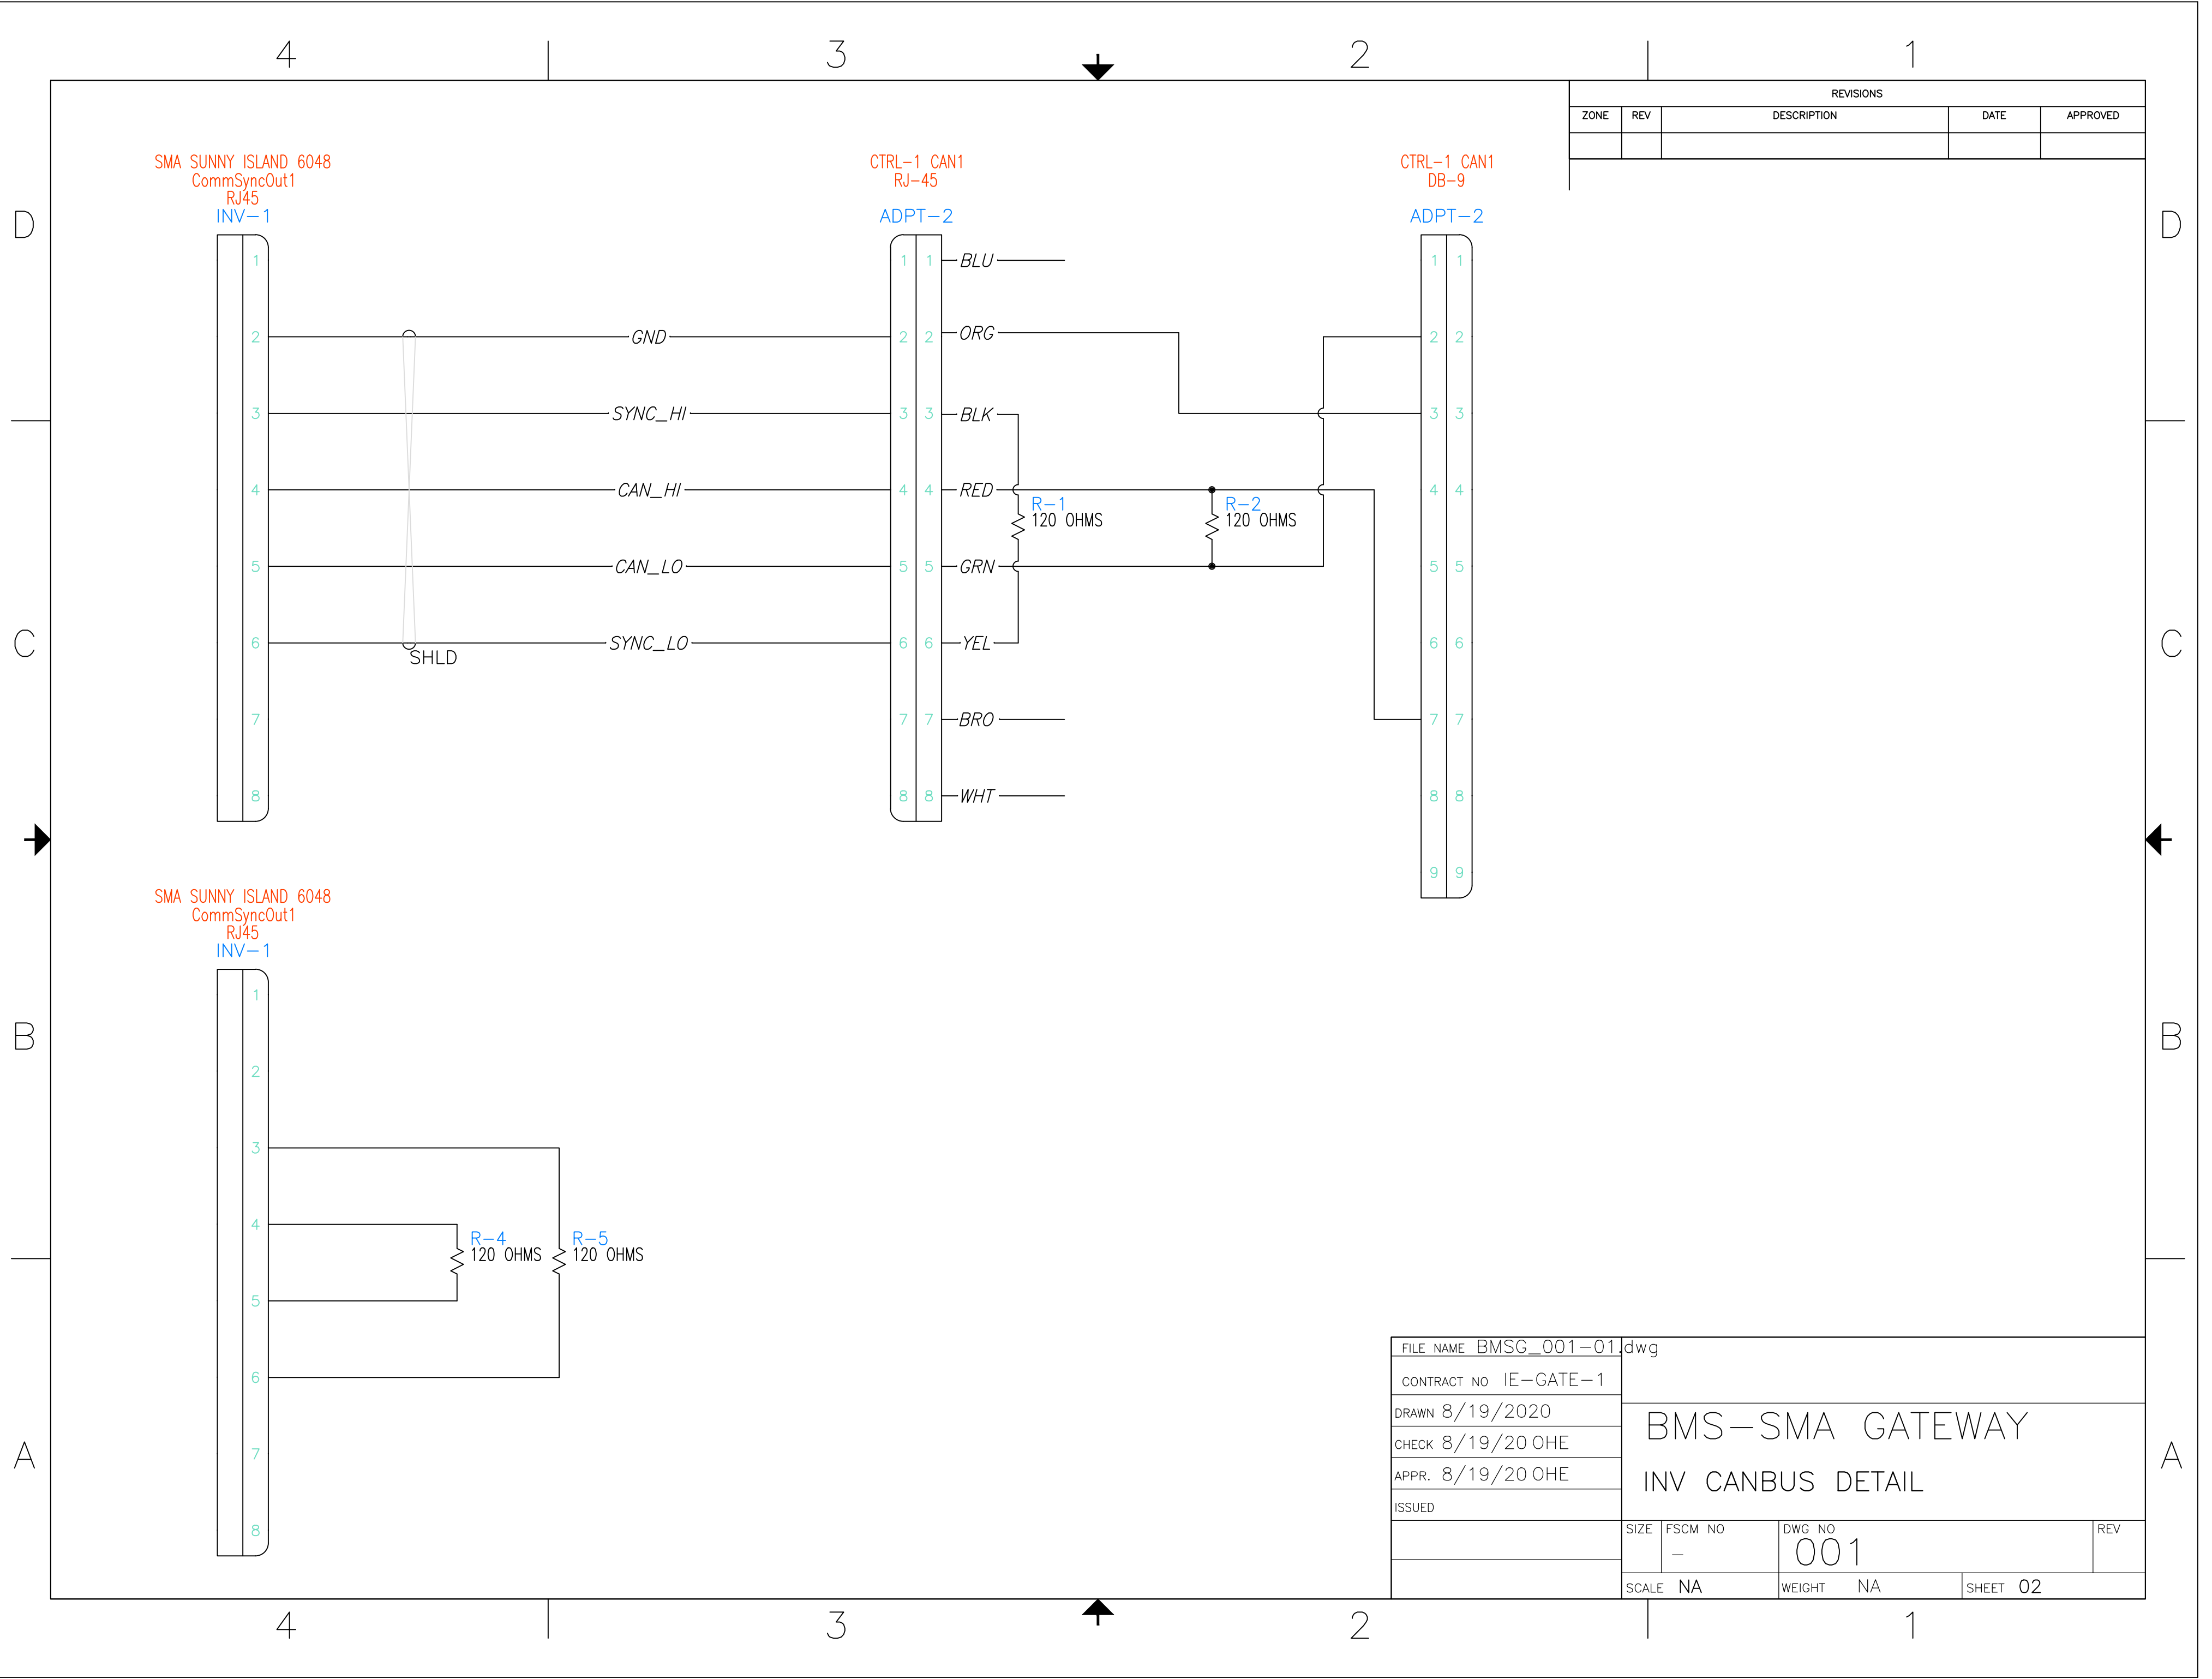 4 3 2 1
REVISIONS
ZONE REV DESCRIPTION DATE APPROVED
D D
SMA SUNNY ISLAND 6048
CommSyncOut1
RJ45
INV-1
1
2
3
4
5
6
7
8
GND
SYNC_HI
CAN_HI
CAN_LO
SYNC_LO
SHLD
CTRL-1 CAN1
RJ-45
ADPT-2
1 1 BLU
2 2 ORG
3 3 BLK
4 4 RED
5 5 GRN
6 6 YEL
7 7 BRO
8 8 WHT
R-1
120 OHMS
R-2
120 OHMS
CTRL-1 CAN1
DB-9
ADPT-2
1 1
2 2
3 3
4 4
5 5
6 6
7 7
8 8
9 9
C C
SMA SUNNY ISLAND 6048
CommSyncOut1
RJ45
INV-1
1
2
3
4
5
6
7
8
R-4
120 OHMS
R-5
120 OHMS
B B
A A
FILE NAME BMSG_001-01.dwg
CONTRACT NO IE-GATE-1
DRAWN 8/19/2020
CHECK 8/19/20 OHE
APPR. 8/19/20 OHE
ISSUED
BMS-SMA GATEWAY
INV CANBUS DETAIL
SIZE FSCM NO DWG NO REV
- 001
SCALE NA WEIGHT NA SHEET 02
4 3 2 1